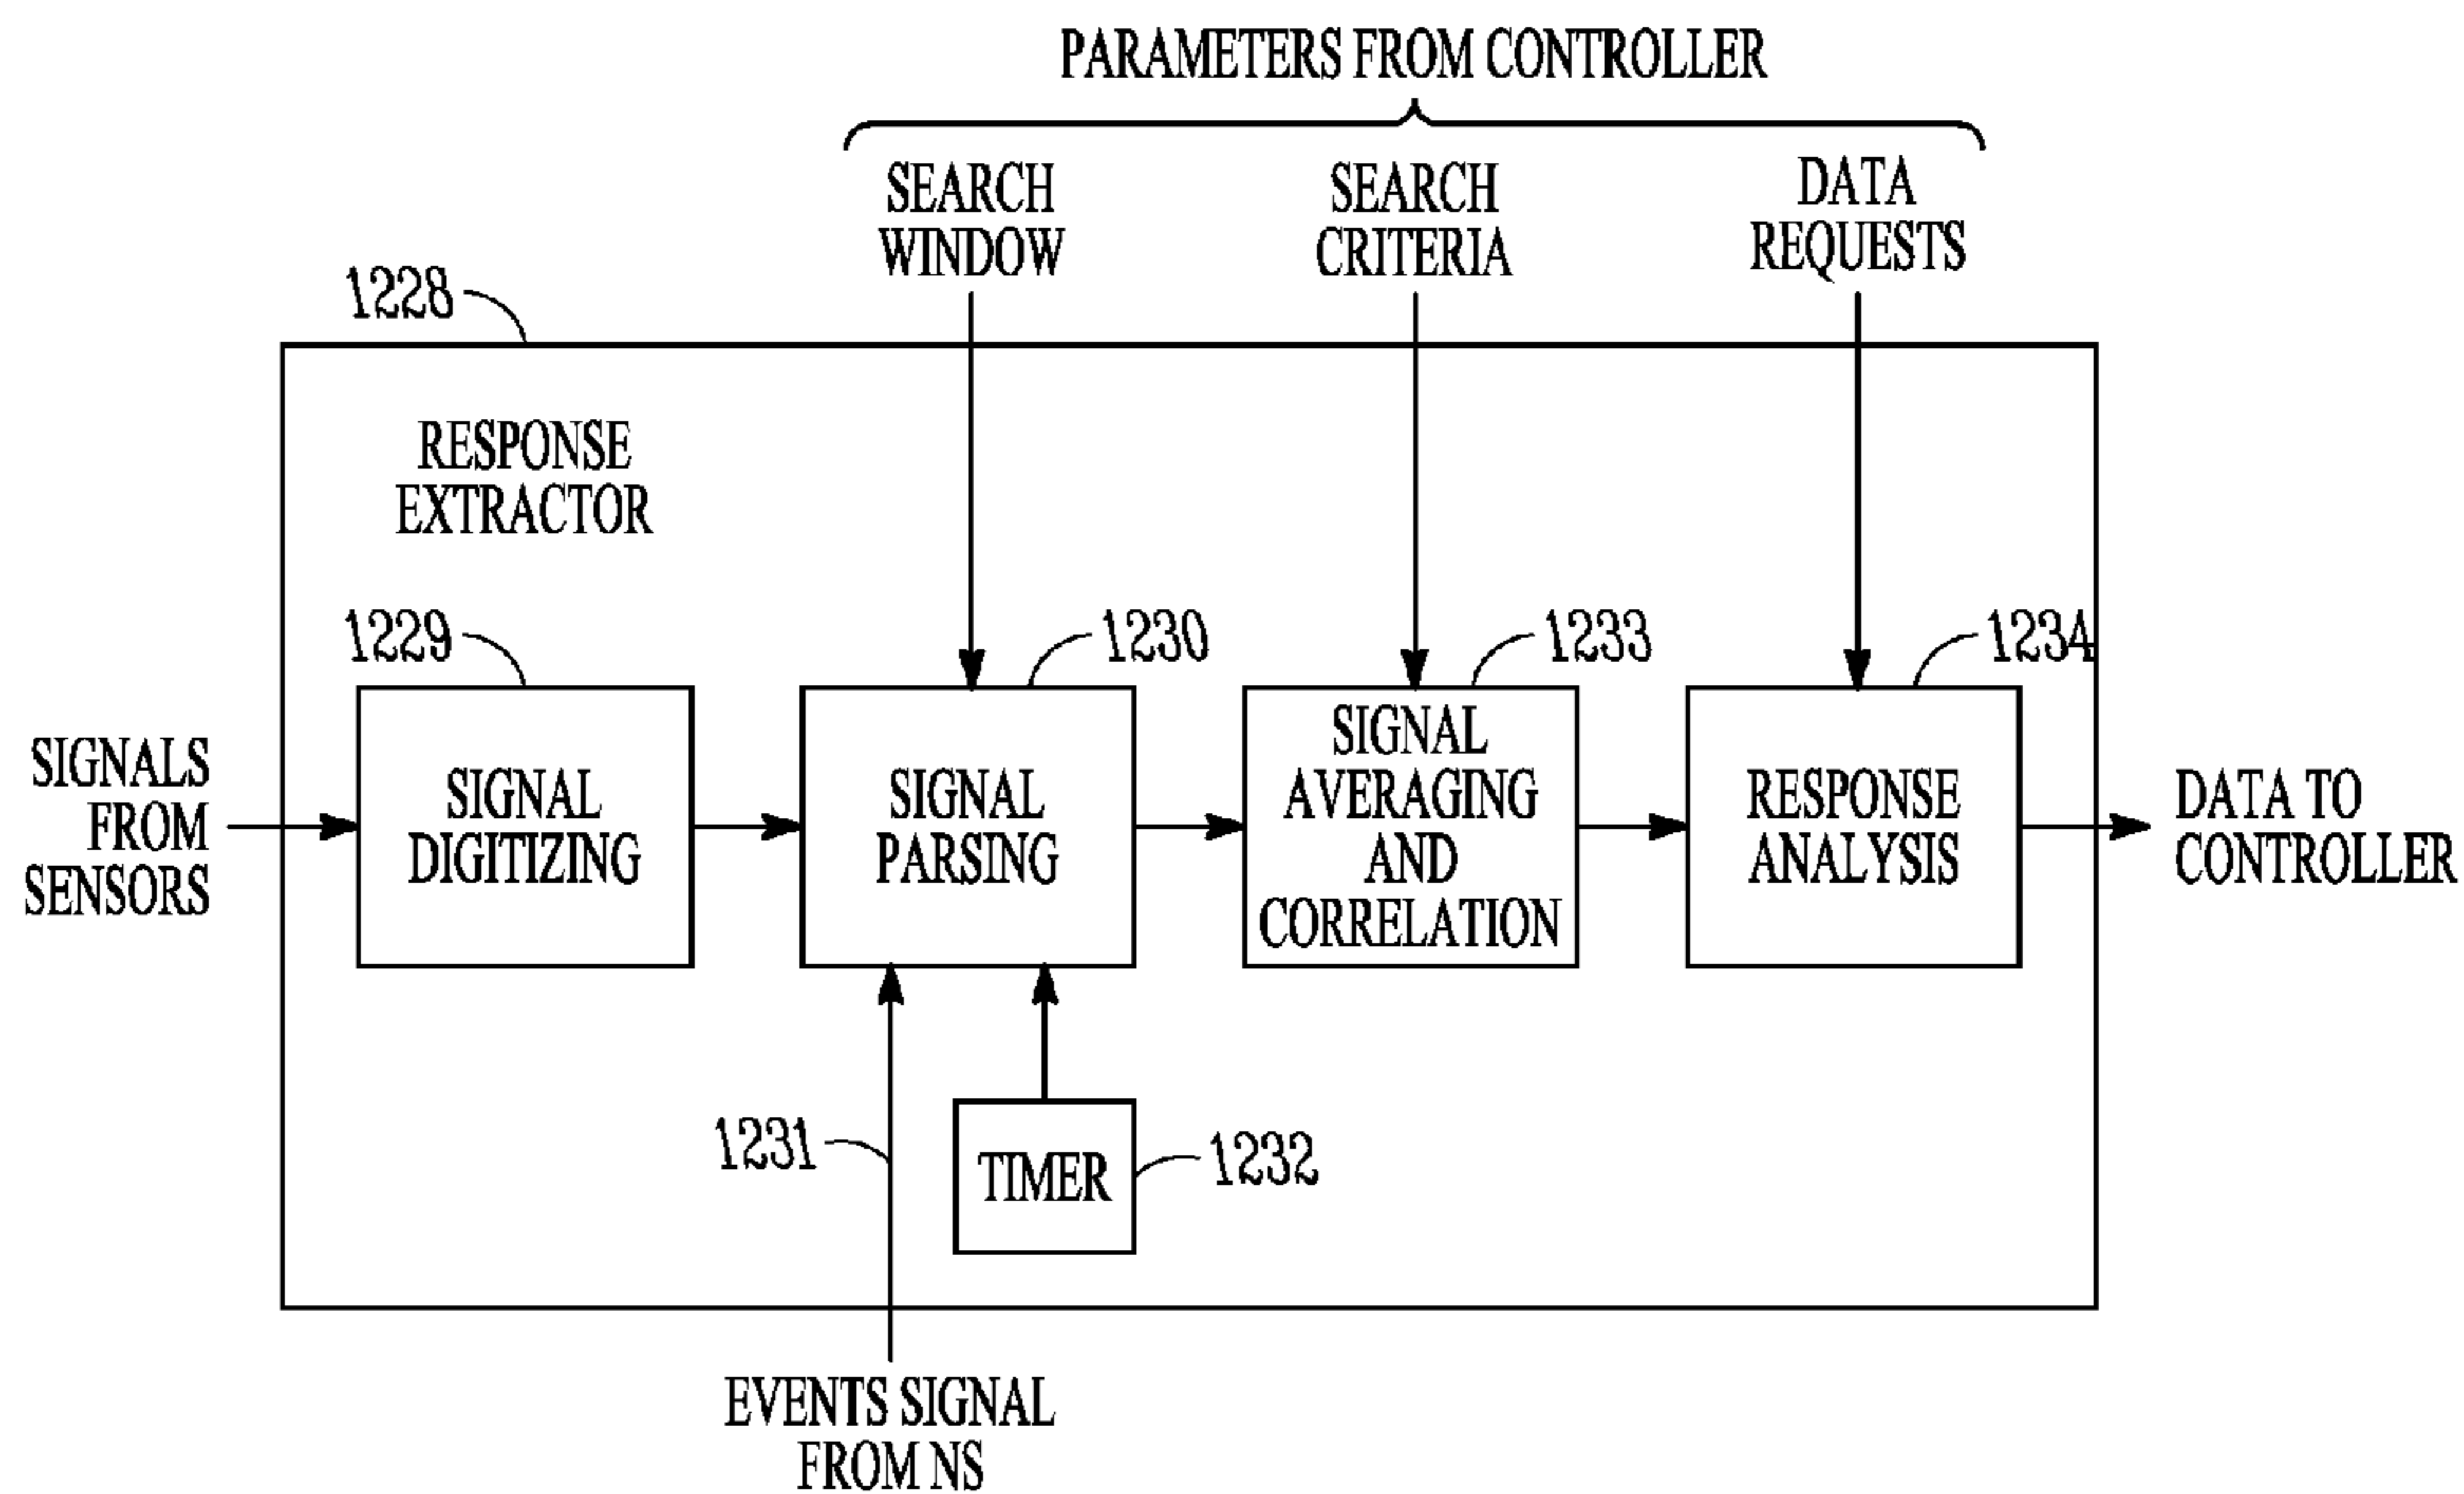 PARAMETERS FROM CONTROLLER
SEARCH
WINDOW
SEARCH
CRITERIA
DATA
REQUESTS
1228
RESPONSE
EXTRACTOR
1229
1230
1233
1234
SIGNALS
FROM
SENSORS
SIGNAL
DIGITIZING
SIGNAL
PARSING
SIGNAL
AVERAGING
AND
CORRELATION
RESPONSE
ANALYSIS
DATA TO
CONTROLLER
1231
TIMER
1232
EVENTS SIGNAL
FROM NS